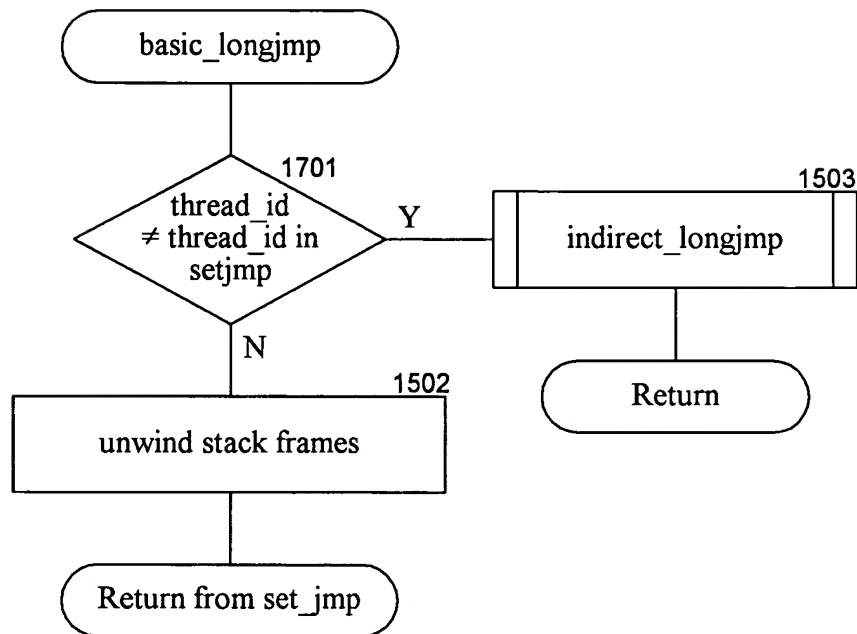 basic_longjmp
1701
thread_id
≠ thread_id in
setjmp
Y
1503
indirect_longjmp
Return
N
1502
unwind stack frames
Return from set_jmp